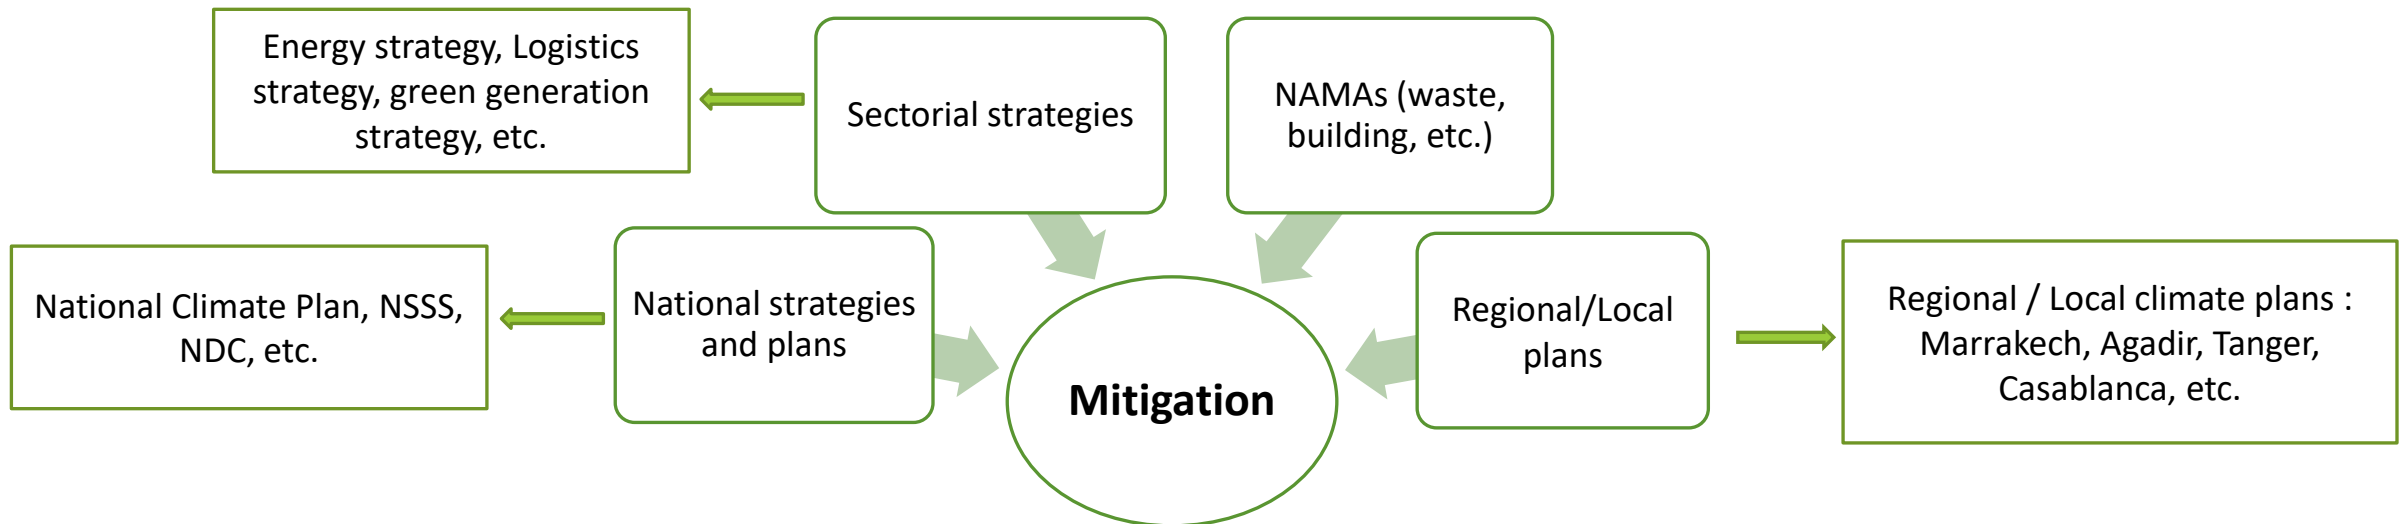 Energy strategy, Logistics
strategy, green generation
strategy, etc.
Sectorial strategies
NAMAs (waste,
building, etc.)
National Climate Plan, NSSS,
NDC, etc.
National strategies
and plans
Mitigation
Regional/Local
plans
Regional / Local climate plans :
Marrakech, Agadir, Tanger,
Casablanca, etc.